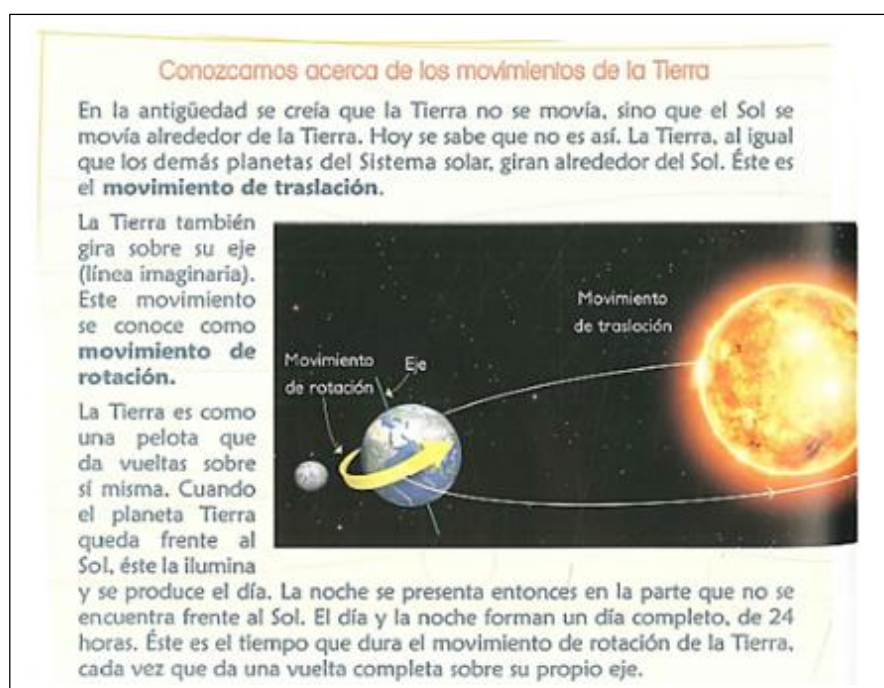 Conozcamos acerca de los movimientos de la Tierra
En la antigüedad se creía que la Tierra no se movía, sino que el Sol se
movía alrededor de la Tierra. Hoy se sabe que no es así. La Tierra, al igual
que los demás planetas del Sistema solar, giran alrededor del Sol. Éste es
el movimiento de traslación.
La Tierra también
gira sobre su eje
(línea imaginaria).
Este movimiento
se conoce como
movimiento de
rotación.
La Tierra es como
una pelota que
da vueltas sobre
sí misma. Cuando
el planeta Tierra
queda frente al
Sol, éste la ilumina
y se produce el día. La noche se presenta entonces en la parte que no se
encuentra frente al Sol. El día y la noche forman un día completo, de 24
horas. Éste es el tiempo que dura el movimiento de rotación de la Tierra,
cada vez que da una vuelta completa sobre su propio eje.
Movimiento
de traslación
Movimiento
de rotación
Eje